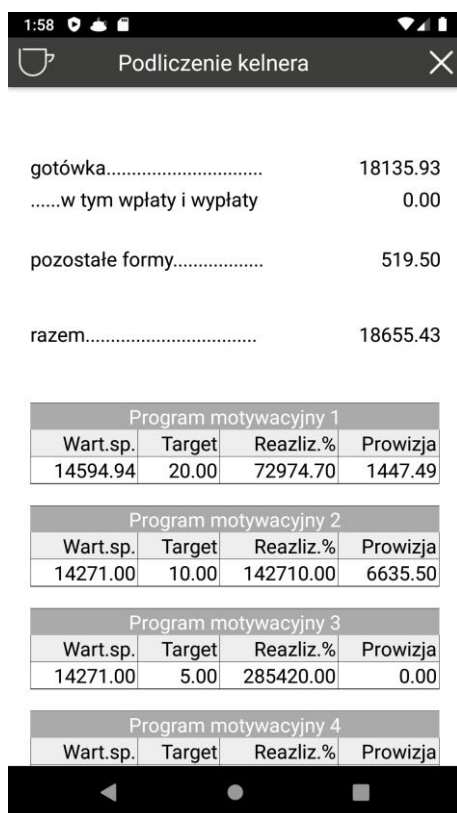 1:58
Podliczenie kelnera
gotówka............................... 18135.93
......w tym wpłaty i wypłaty 0.00
pozostałe formy.................. 519.50
razem.................................. 18655.43
Program motywacyjny 1
Wart.sp. Target Reazliz.% Prowizja
14594.94 20.00 72974.70 1447.49
Program motywacyjny 2
Wart.sp. Target Reazliz.% Prowizja
14271.00 10.00 142710.00 6635.50
Program motywacyjny 3
Wart.sp. Target Reazliz.% Prowizja
14271.00 5.00 285420.00 0.00
Program motywacyjny 4
Wart.sp. Target Reazliz.% Prowizja